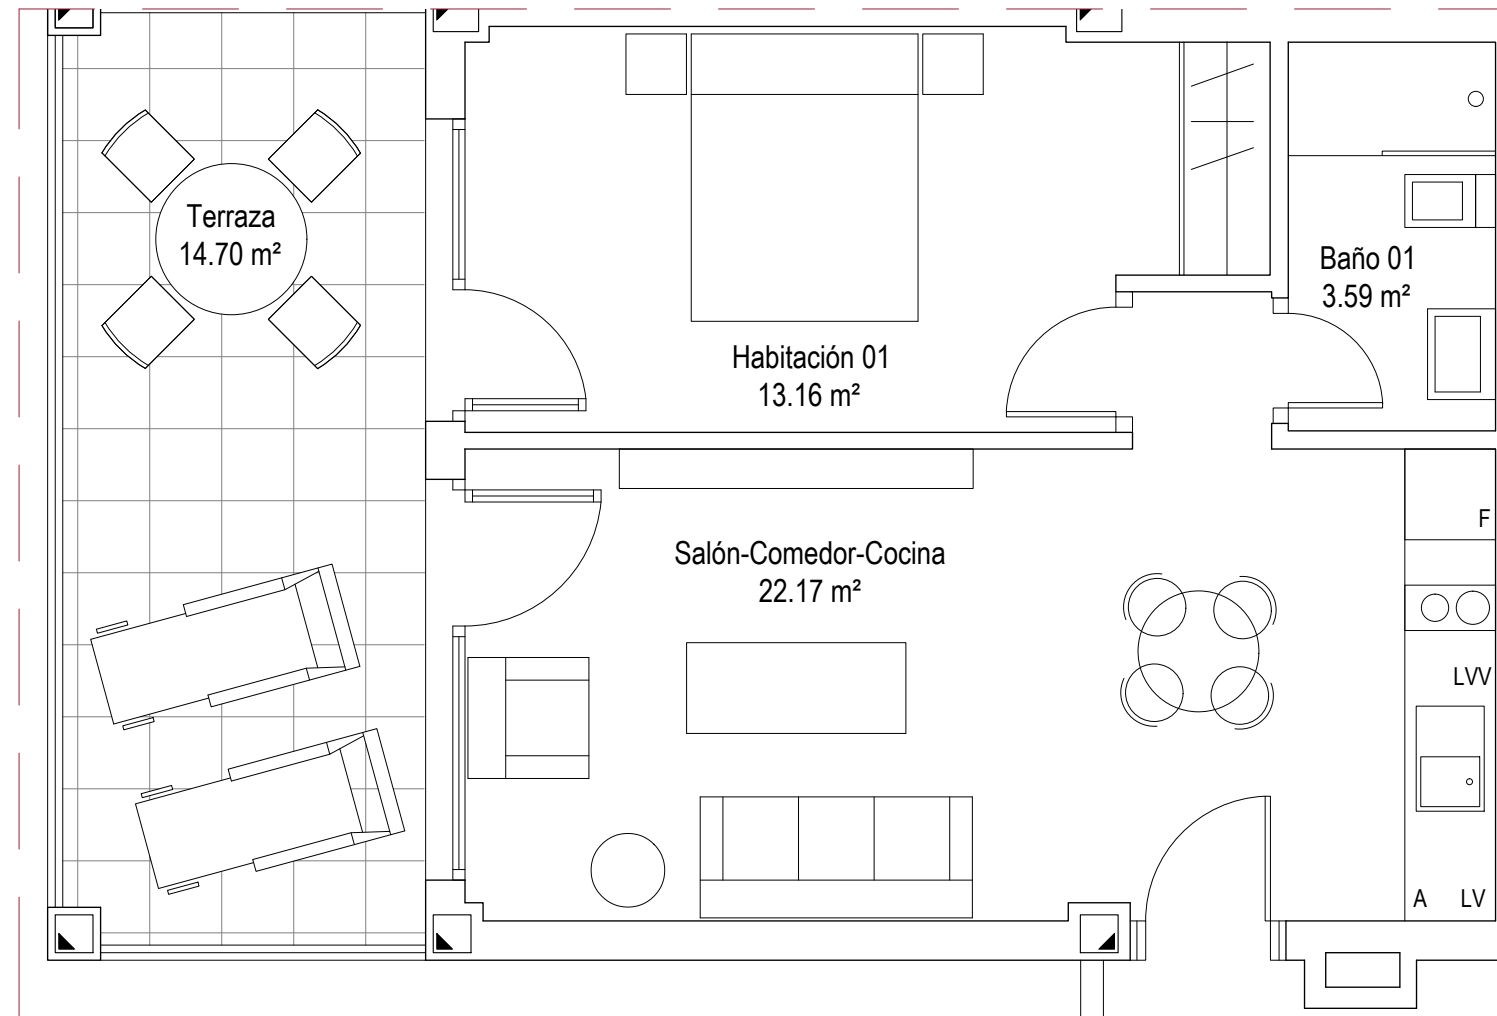 Terraza
14.70 m²
Baño 01
3.59 m²
Habitación 01
13.16 m²
F
Salón-Comedor-Cocina
22.17 m²
LVV
A LV